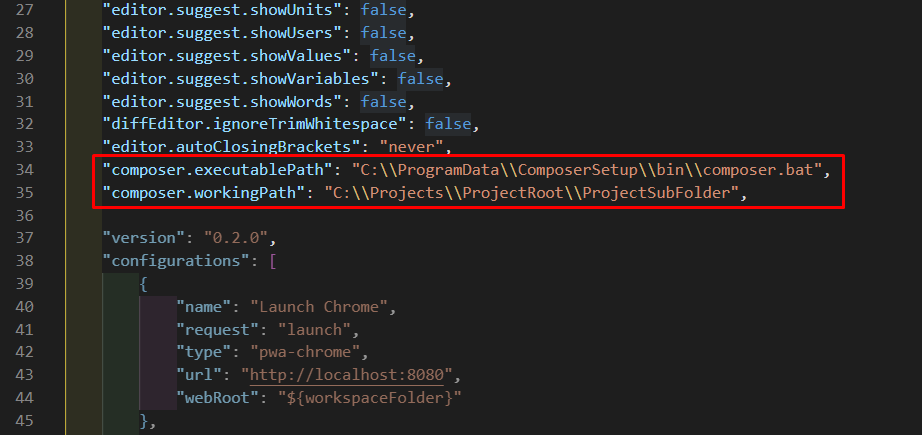 27 "editor.suggest.showUnits": false,
28 "editor.suggest.showUsers": false,
29 "editor.suggest.showValues": false,
30 "editor.suggest.showVariables": false,
31 "editor.suggest.showWords": false,
32 "diffEditor.ignoreTrimWhitespace": false,
33 "editor.autoClosingBrackets": "never",
34 "composer.executablePath": "C:\\ProgramData\\ComposerSetup\\bin\\composer.bat",
35 "composer.workingPath": "C:\\Projects\\ProjectRoot\\ProjectSubFolder",
36
37 "version": "0.2.0",
38 "configurations": [
39 {
40 "name": "Launch Chrome",
41 "request": "launch",
42 "type": "pwa-chrome",
43 "url": "http://localhost:8080",
44 "webRoot": "${workspaceFolder}"
45 },